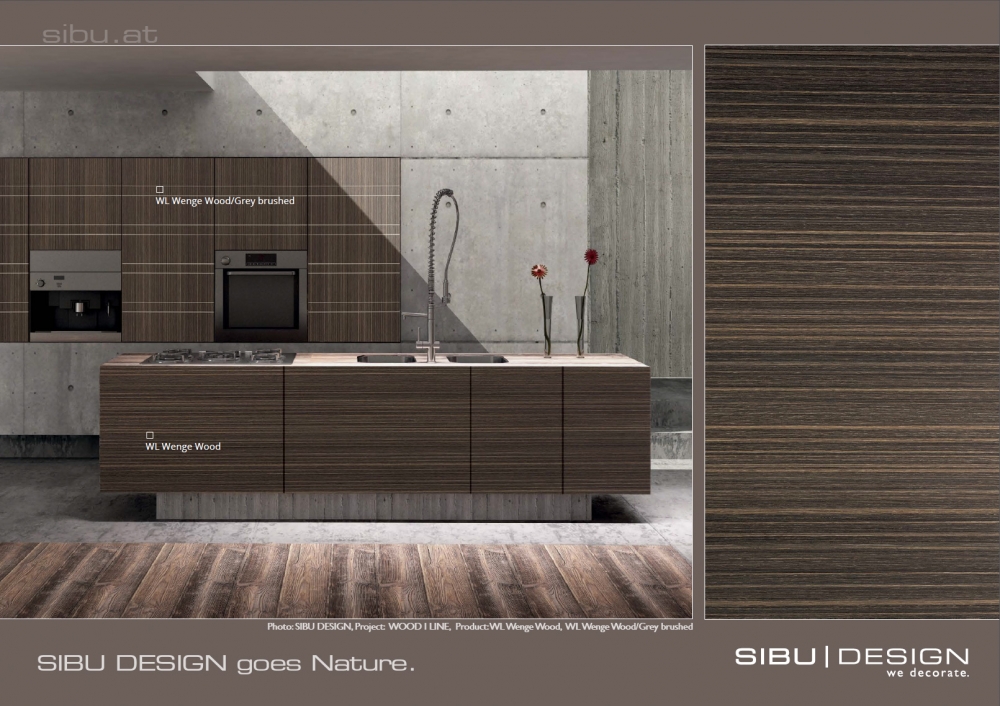 sibu.at
WL Wenge Wood/Grey brushed
WL Wenge Wood
Photo: SIBU DESIGN, Project: WOOD I LINE, Product: WL Wenge Wood, WL Wenge Wood/Grey brushed
SIBU DESIGN goes Nature.
SIBU|DESIGN
we decorate.